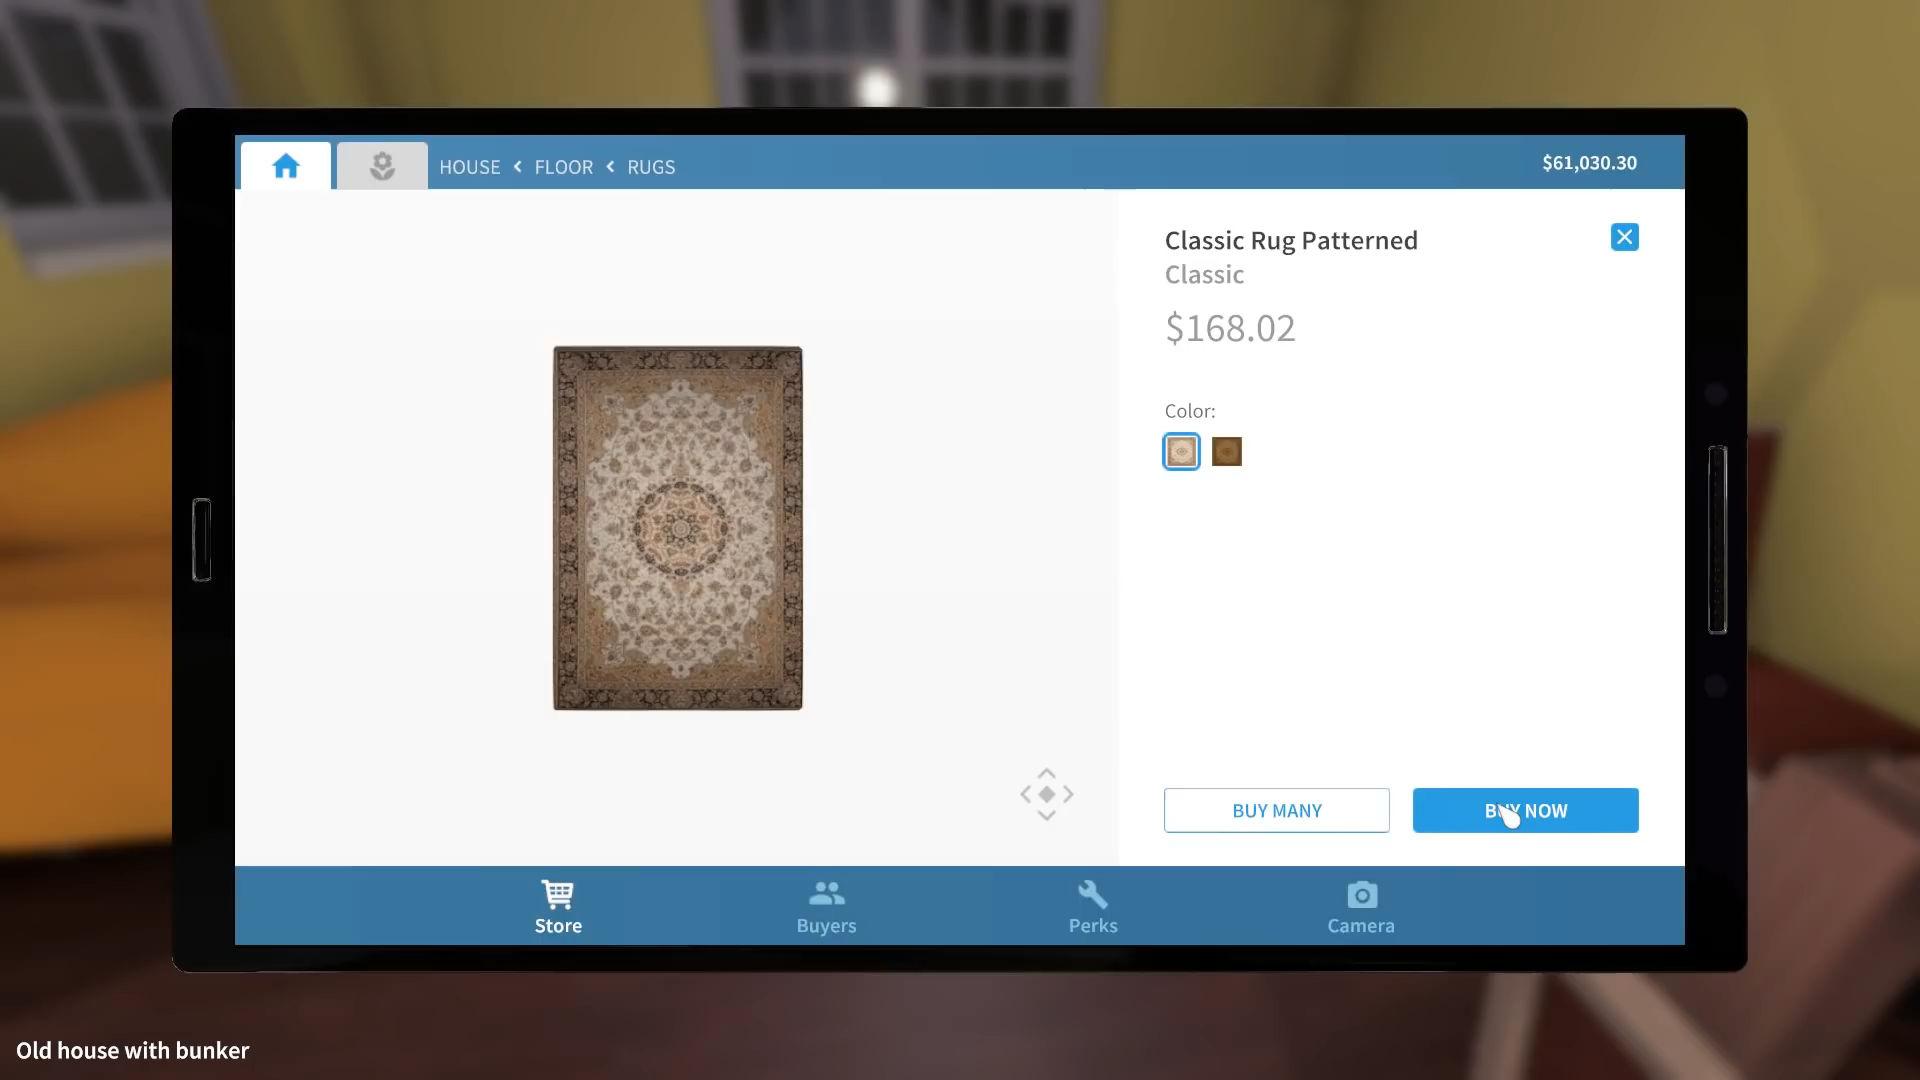 HOUSE < FLOOR < RUGS
$61,030.30
Classic Rug Patterned
Classic
$168.02
Color:
BUY MANY
BUY NOW
Store
Buyers
Perks
Camera
Old house with bunker